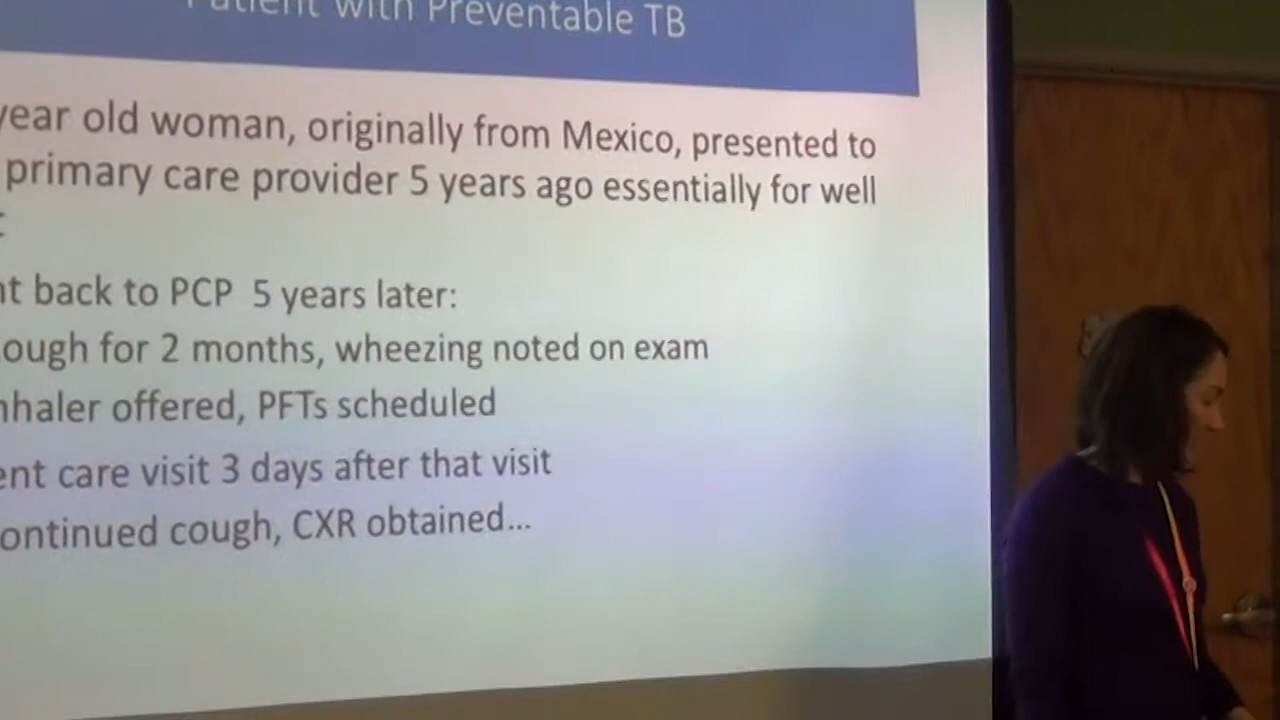 Patient with Preventable TB
year old woman, originally from Mexico, presented to
primary care provider 5 years ago essentially for well
back to PCP 5 years later:
ough for 2 months, wheezing noted on exam
nhaler offered, PFTs scheduled
ent care visit 3 days after that visit
ontinued cough, CXR obtained...